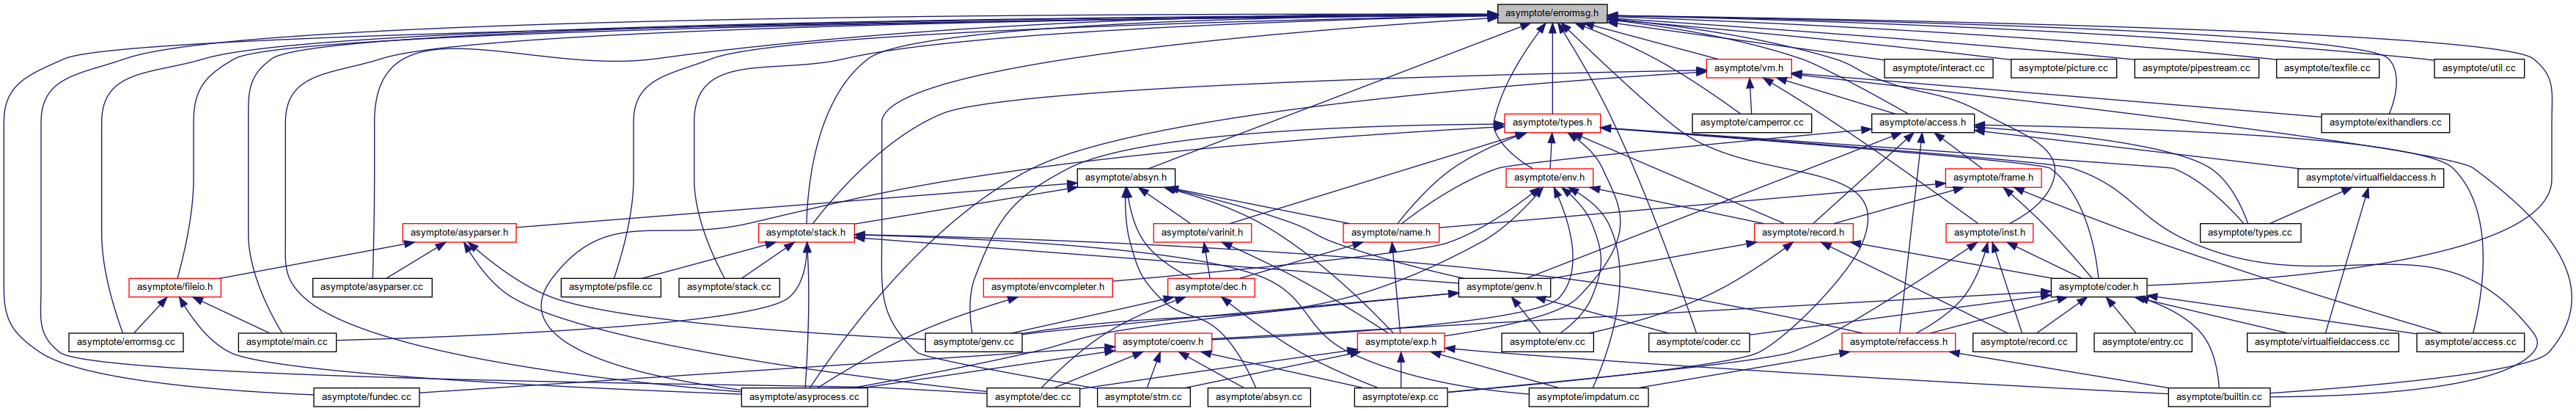 asymptote/errormsg.h
asymptote/vm.h
asymptote/interact.cc
asymptote/picture.cc
asymptote/pipestream.cc
asymptote/texfile.cc
asymptote/util.cc
asymptote/types.h
asymptote/camperror.cc
asymptote/access.h
asymptote/exithandlers.cc
asymptote/absyn.h
asymptote/env.h
asymptote/frame.h
asymptote/virtualfieldaccess.h
asymptote/asyparser.h
asymptote/stack.h
asymptote/varinit.h
asymptote/name.h
asymptote/record.h
asymptote/inst.h
asymptote/types.cc
asymptote/fileio.h
asymptote/asyparser.cc
asymptote/psfile.cc
asymptote/stack.cc
asymptote/envcompleter.h
asymptote/dec.h
asymptote/genv.h
asymptote/coder.h
asymptote/errormsg.cc
asymptote/main.cc
asymptote/genv.cc
asymptote/coenv.h
asymptote/exp.h
asymptote/env.cc
asymptote/coder.cc
asymptote/refaccess.h
asymptote/record.cc
asymptote/entry.cc
asymptote/virtualfieldaccess.cc
asymptote/access.cc
asymptote/fundec.cc
asymptote/asyprocess.cc
asymptote/dec.cc
asymptote/stm.cc
asymptote/absyn.cc
asymptote/exp.cc
asymptote/impdatum.cc
asymptote/builtin.cc